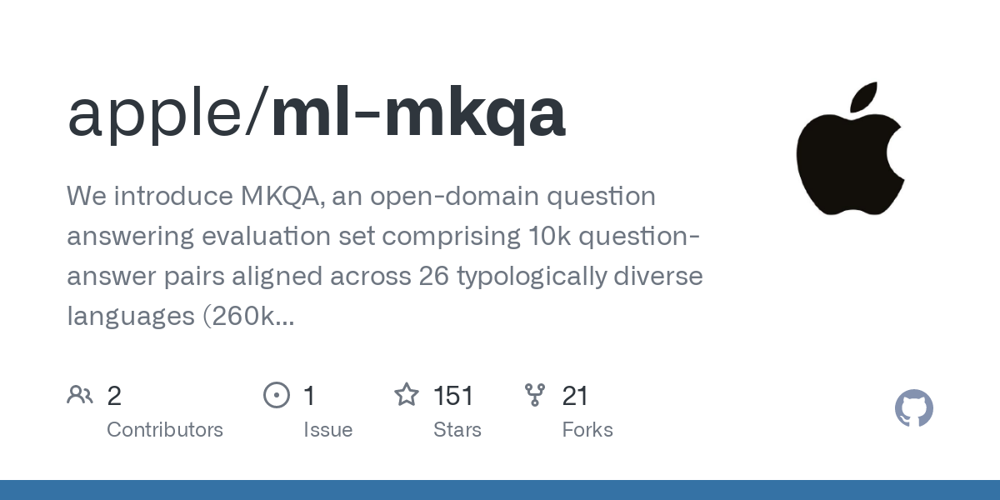 apple/ml-mkqa
We introduce MKQA, an open-domain question
answering evaluation set comprising 10k question-
answer pairs aligned across 26 typologically diverse
languages (260k...
2 1 151 21
Contributors Issue Stars Forks